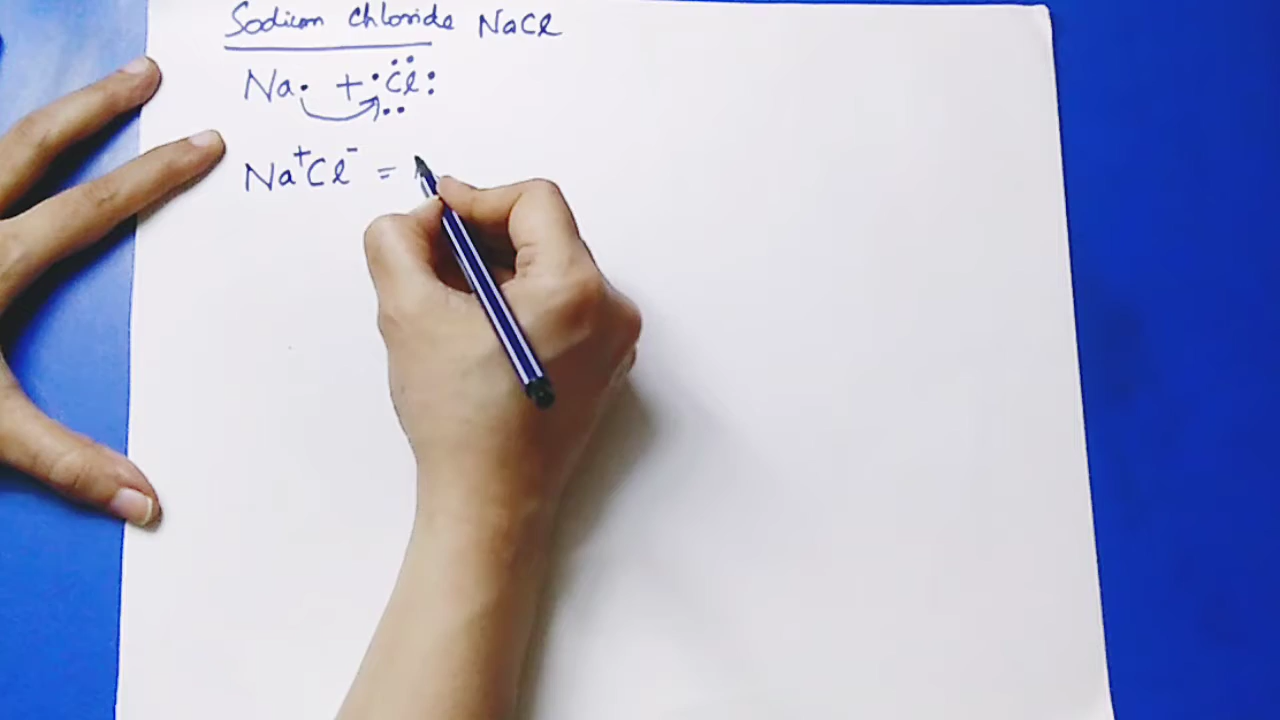 Sodium Chloride NaCl
Na· + ·Cl:
Na⁺Cl⁻ =